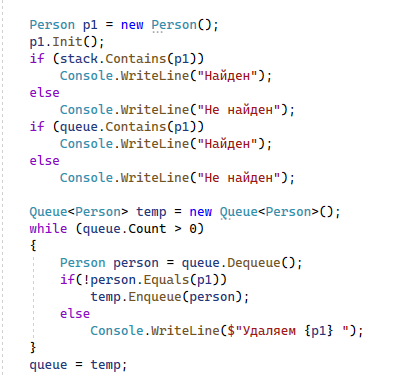 Person p1 = new Person();
p1.Init();
if (stack.Contains(p1))
    Console.WriteLine("Найден");
else
    Console.WriteLine("Не найден");
if (queue.Contains(p1))
    Console.WriteLine("Найден");
else
    Console.WriteLine("Не найден");

Queue<Person> temp = new Queue<Person>();
while (queue.Count > 0)
{
    Person person = queue.Dequeue();
    if(!person.Equals(p1))
        temp.Enqueue(person);
    else
        Console.WriteLine($"Удаляем {p1} ");
}
queue = temp;